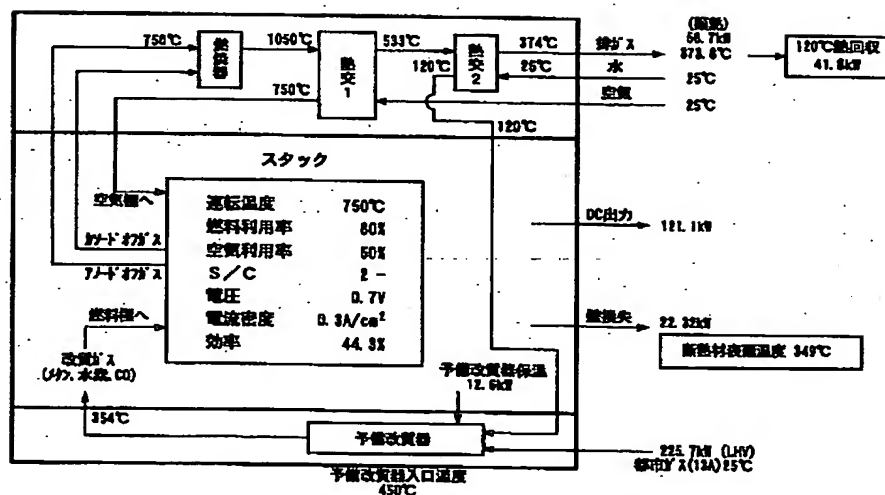 750℃
1050℃
533℃
374℃
排ガス
(断熱)
56.7kW
373.8℃
120℃熱回収
41.8kW
燃焼器
熱交1
熱交2
120℃
25℃
水
25℃
750℃
空気
25℃
120℃
スタック
空気極へ
カソードオフガス
アノードオフガス
燃料極へ
改質ガス
(メタン、水素、CO)
運転温度 750℃
燃料利用率 80%
空気利用率 50%
S/C 2 -
電圧 0.7V
電流密度 0.3A/cm²
効率 44.3%
DC出力
121.1kW
壁損失
22.32kW
断熱材表面温度 349℃
予備改質器保温
12.6kW
354℃
予備改質器
225.7kW (LHV)
都市ガス(13A)25℃
予備改質器入口温度
450℃